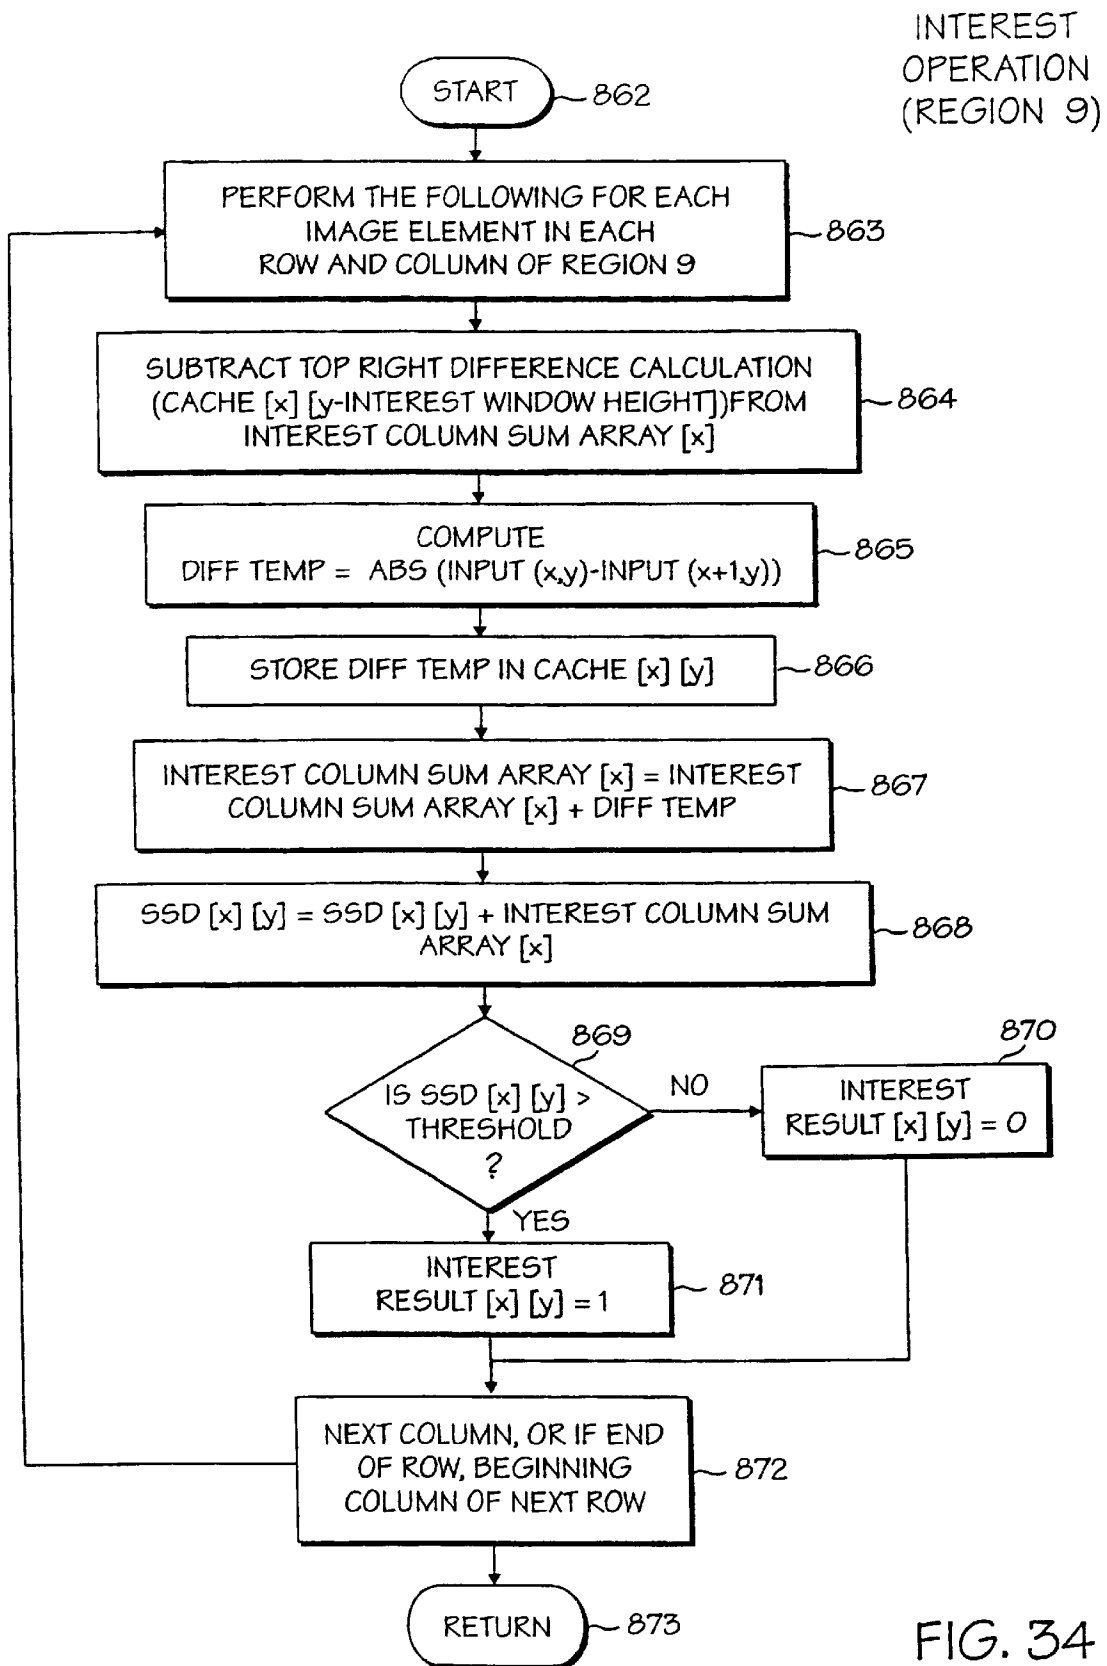 INTEREST
OPERATION
(REGION 9)
START
862
PERFORM THE FOLLOWING FOR EACH
IMAGE ELEMENT IN EACH
ROW AND COLUMN OF REGION 9
863
SUBTRACT TOP RIGHT DIFFERENCE CALCULATION
(CACHE [x] [y-INTEREST WINDOW HEIGHT])FROM
INTEREST COLUMN SUM ARRAY [x]
864
COMPUTE
DIFF TEMP = ABS (INPUT (x,y)-INPUT (x+1,y))
865
STORE DIFF TEMP IN CACHE [x] [y]
866
INTEREST COLUMN SUM ARRAY [x] = INTEREST
COLUMN SUM ARRAY [x] + DIFF TEMP
867
SSD [x] [y] = SSD [x] [y] + INTEREST COLUMN SUM
ARRAY [x]
868
869
IS SSD [x] [y] >
THRESHOLD
?
NO
870
INTEREST
RESULT [x] [y] = 0
YES
INTEREST
RESULT [x] [y] = 1
871
NEXT COLUMN, OR IF END
OF ROW, BEGINNING
COLUMN OF NEXT ROW
872
RETURN
873
FIG. 34